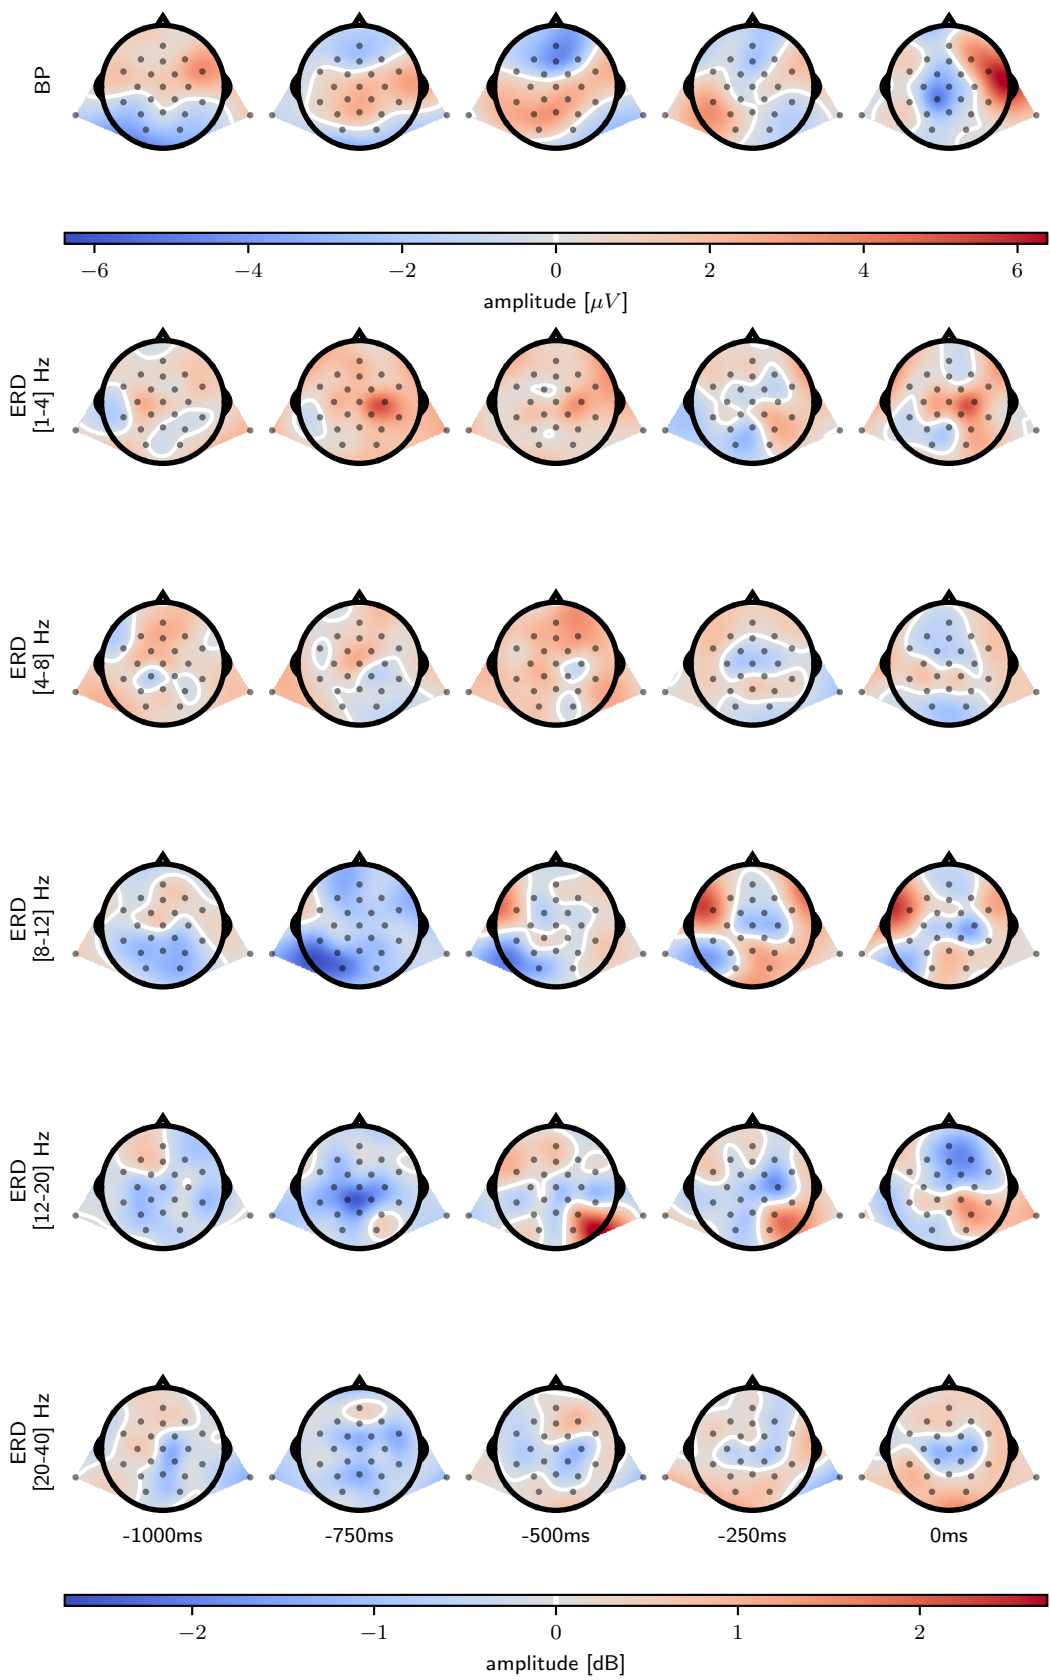 BP
−6 −4 −2 0 2 4 6
amplitude [μV]
ERD
[1–4] Hz
ERD
[4–8] Hz
ERD
[8-12] Hz
ERD
[12-20] Hz
ERD
[20–40] Hz
-1000ms -750ms -500ms -250ms 0ms
−2 −1 0 1 2
amplitude [dB]